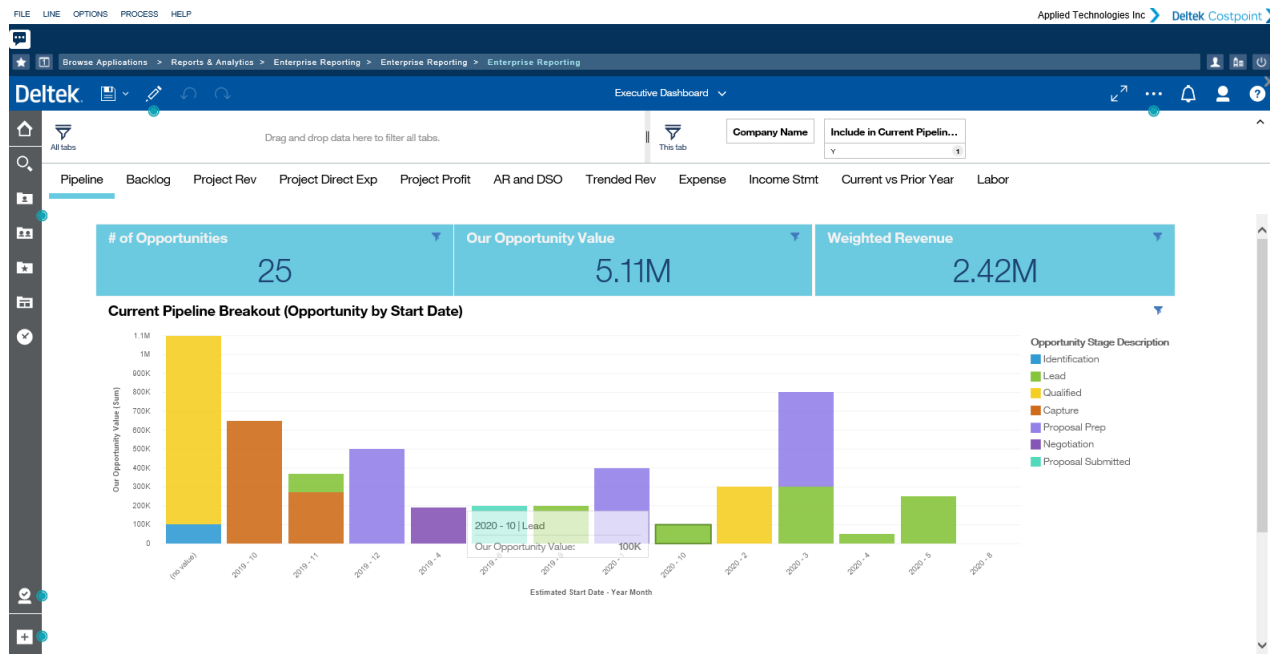 FILE LINE OPTIONS PROCESS HELP
Applied Technologies Inc Deltek Costpoint
Browse Applications > Reports & Analytics > Enterprise Reporting > Enterprise Reporting > Enterprise Reporting
Deltek
Executive Dashboard
All tabs
Drag and drop data here to filter all tabs.
This tab
Company Name
Include in Current Pipelin...
Y 1
Pipeline Backlog Project Rev Project Direct Exp Project Profit AR and DSO Trended Rev Expense Income Stmt Current vs Prior Year Labor
# of Opportunities
25
Our Opportunity Value
5.11M
Weighted Revenue
2.42M
Current Pipeline Breakout (Opportunity by Start Date)
Our Opportunity Value (Sum)
1.1M
1M
900K
800K
700K
600K
500K
400K
300K
200K
100K
0
2020 - 10 | Lead
Our Opportunity Value: 100K
(no value) 2019 - 10 2019 - 11 2019 - 12 2019 - 4 2020 - 10 2020 - 2 2020 - 3 2020 - 4 2020 - 5 2020 - 8
Estimated Start Date - Year Month
Opportunity Stage Description
Identification
Lead
Qualified
Capture
Proposal Prep
Negotiation
Proposal Submitted